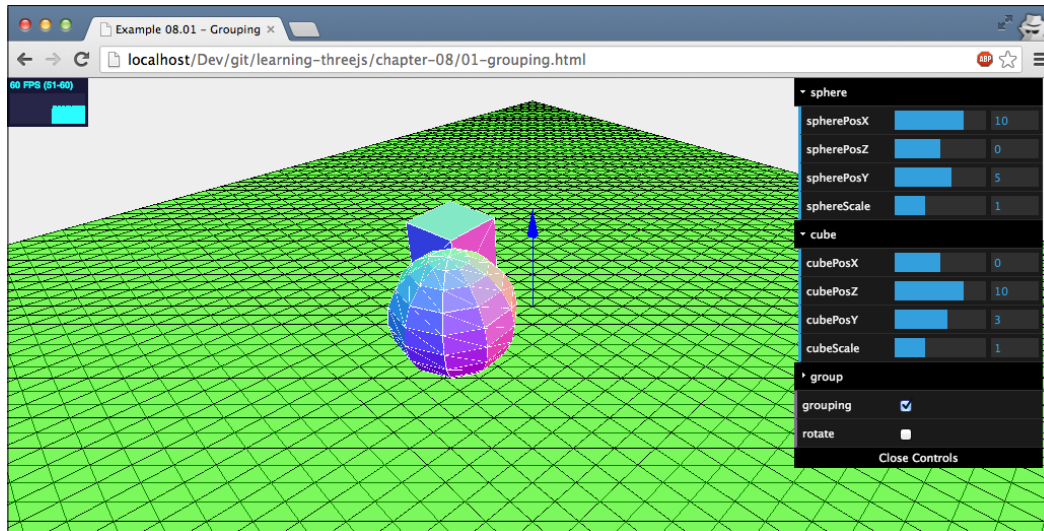 Example 08.01 – Grouping ×
localhost/Dev/git/learning-threejs/chapter-08/01-grouping.html
ABP
60 FPS (51-60)
sphere
spherePosX 10
spherePosZ 0
spherePosY 5
sphereScale 1
cube
cubePosX 0
cubePosZ 10
cubePosY 3
cubeScale 1
group
grouping
rotate
Close Controls